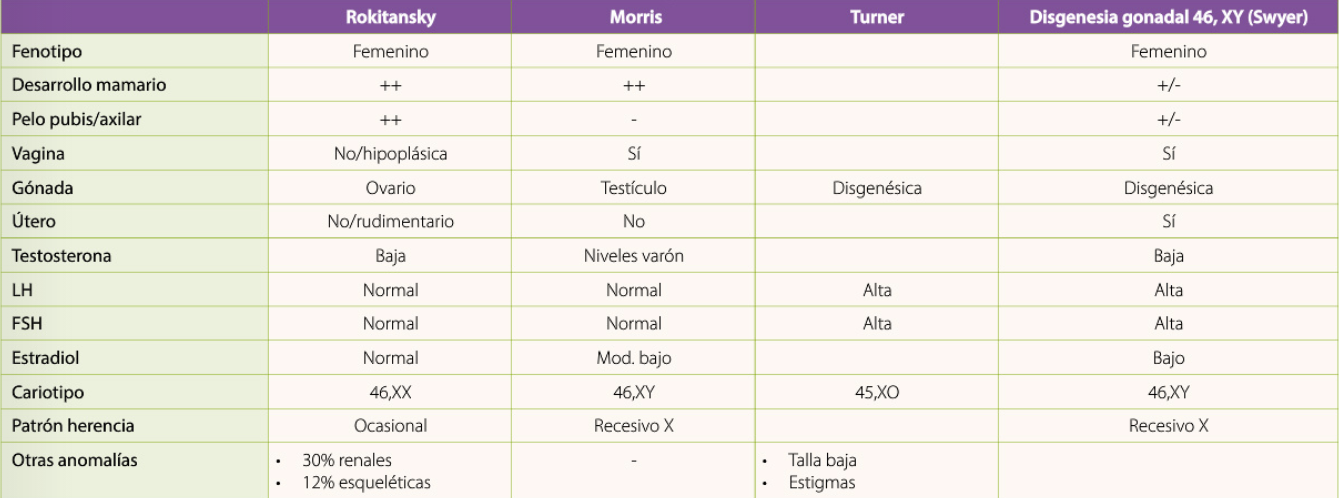 Rokitansky Morris Turner Disgenesia gonadal 46, XY (Swyer)
Fenotipo Femenino Femenino Femenino
Desarrollo mamario ++ ++ +/-
Pelo pubis/axilar ++ - +/-
Vagina No/hipoplásica Sí Sí
Gónada Ovario Testículo Disgenésica Disgenésica
Útero No/rudimentario No Sí
Testosterona Baja Niveles varón Baja
LH Normal Normal Alta Alta
FSH Normal Normal Alta Alta
Estradiol Normal Mod. bajo Bajo
Cariotipo 46,XX 46,XY 45,XO 46,XY
Patrón herencia Ocasional Recesivo X Recesivo X
Otras anomalías • 30% renales - • Talla baja
• 12% esqueléticas • Estigmas